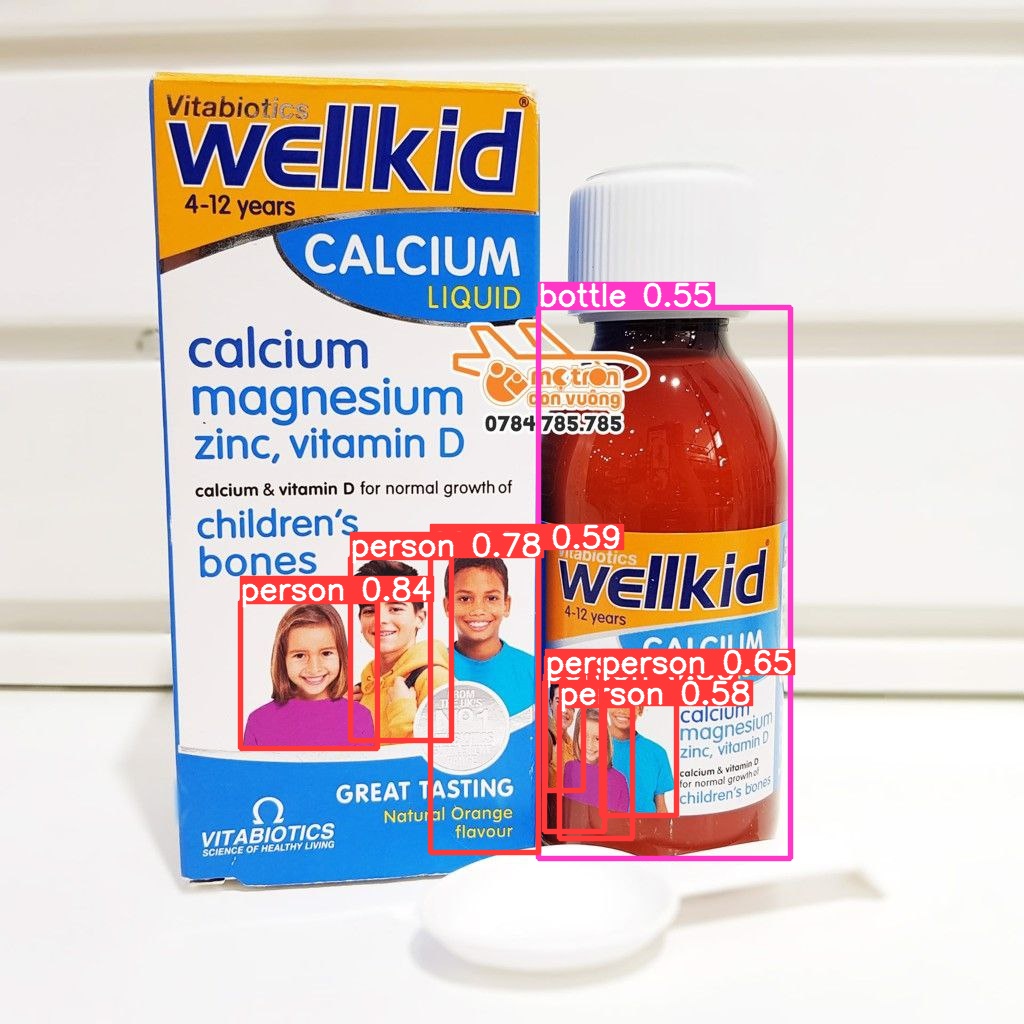 Vitabiotics
wellkid®
4-12 years
CALCIUM
LIQUID
calcium
magnesium
zinc, vitamin D
calcium & vitamin D for normal growth of
children's
bones
GREAT TASTING
Natural Orange
flavour
VITABIOTICS
SCIENCE OF HEALTHY LIVING
mẹ tròn
con vuông
0784.785.785
bottle 0.55
person 0.84
person 0.78
0.59
Vitabiotics
wellkid
4-12 years
CALCIUM
person 0.65
person 0.58
calcium
magnesium
zinc, vitamin D
calcium & vitamin D
for normal growth of
children's bones